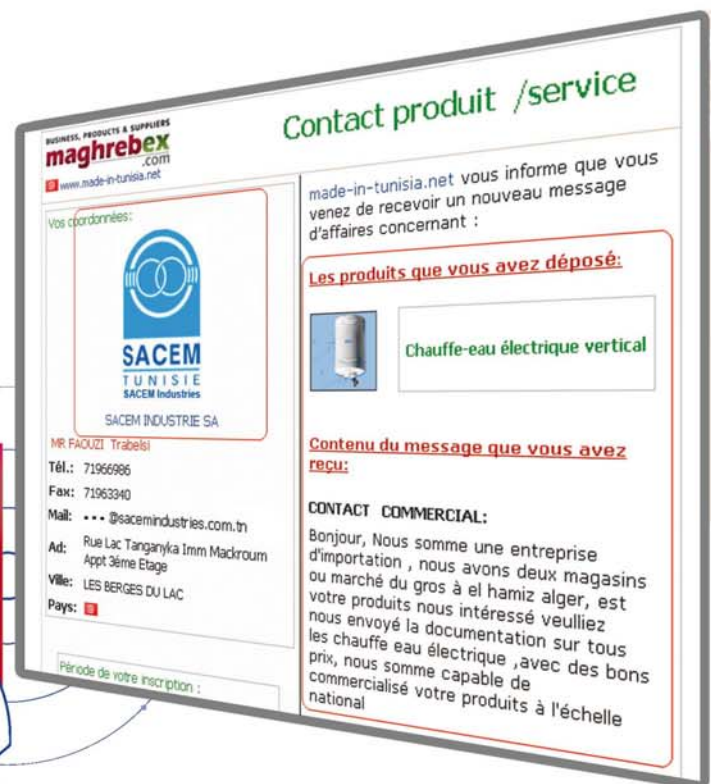 BUSINESS, PRODUCTS & SUPPLIERS
maghrebex
.com
www.made-in-tunisia.net
Contact produit /service
Vos coordonnées:
SACEM
TUNISIE
SACEM Industries
SACEM INDUSTRIE SA
MR FAOUZI Trabelsi
Tél.: 71966986
Fax: 71963340
Mail: ••• @sacemindustries.com.tn
Ad: Rue Lac Tanganyka Imm Mackroum
Appt 3éme Etage
Ville: LES BERGES DU LAC
Pays:
Période de votre inscription :
made-in-tunisia.net vous informe que vous
venez de recevoir un nouveau message
d'affaires concernant :
Les produits que vous avez déposé:
Chauffe-eau électrique vertical
Contenu du message que vous avez
reçu:
CONTACT COMMERCIAL:
Bonjour, Nous somme une entreprise
d'importation , nous avons deux magasins
ou marché du gros à el hamiz alger, est
votre produits nous intéressé veulliez
nous envoyé la documentation sur tous
les chauffe eau électrique ,avec des bons
prix, nous somme capable de
commercialisé votre produits à l'échelle
national